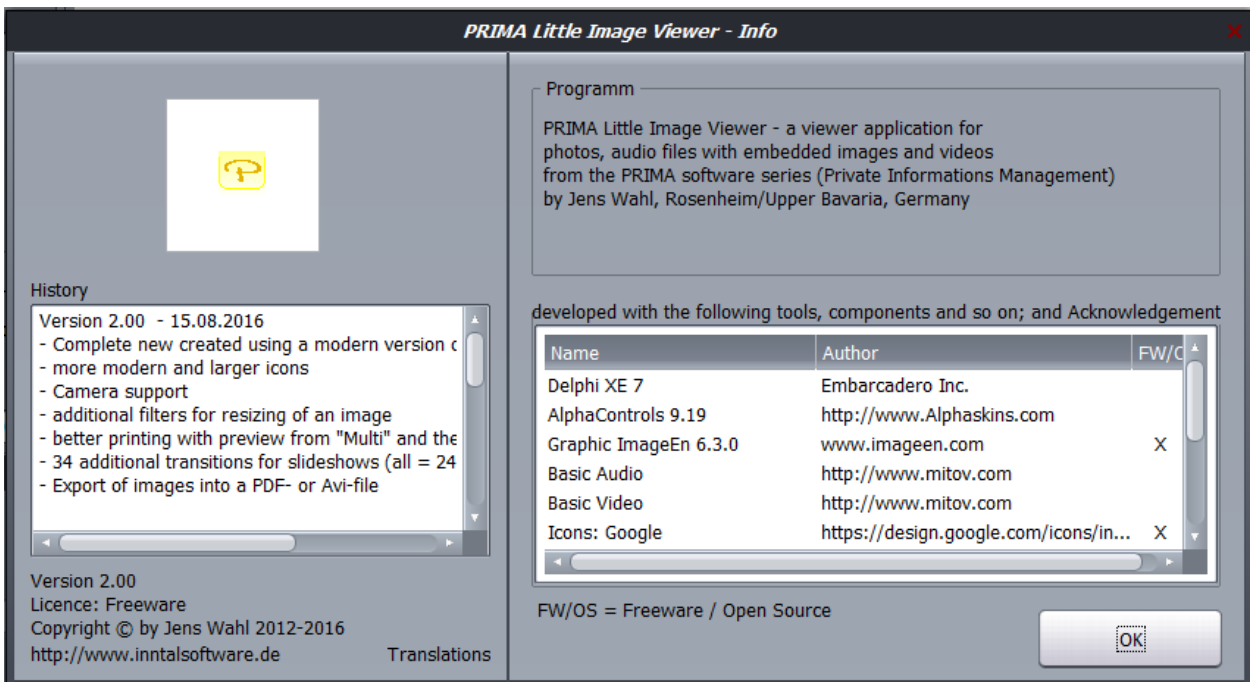 PRIMA Little Image Viewer - Info
History
Version 2.00 - 15.08.2016
- Complete new created using a modern version
- more modern and larger icons
- Camera support
- additional filters for resizing of an image
- better printing with preview from "Multi" and the
- 34 additional transitions for slideshows (all = 24
- Export of images into a PDF- or Avi-file
Version 2.00
Licence: Freeware
Copyright © by Jens Wahl 2012-2016
http://www.inntalsoftware.de Translations
Programm
PRIMA Little Image Viewer - a viewer application for
photos, audio files with embedded images and videos
from the PRIMA software series (Private Informations Management)
by Jens Wahl, Rosenheim/Upper Bavaria, Germany
developed with the following tools, components and so on; and Acknowledgement
Name Author FW/
Delphi XE 7 Embarcadero Inc.
AlphaControls 9.19 http://www.Alphaskins.com
Graphic ImageEn 6.3.0 www.imageen.com X
Basic Audio http://www.mitov.com
Basic Video http://www.mitov.com
Icons: Google https://design.google.com/icons/in... X
FW/OS = Freeware / Open Source
OK